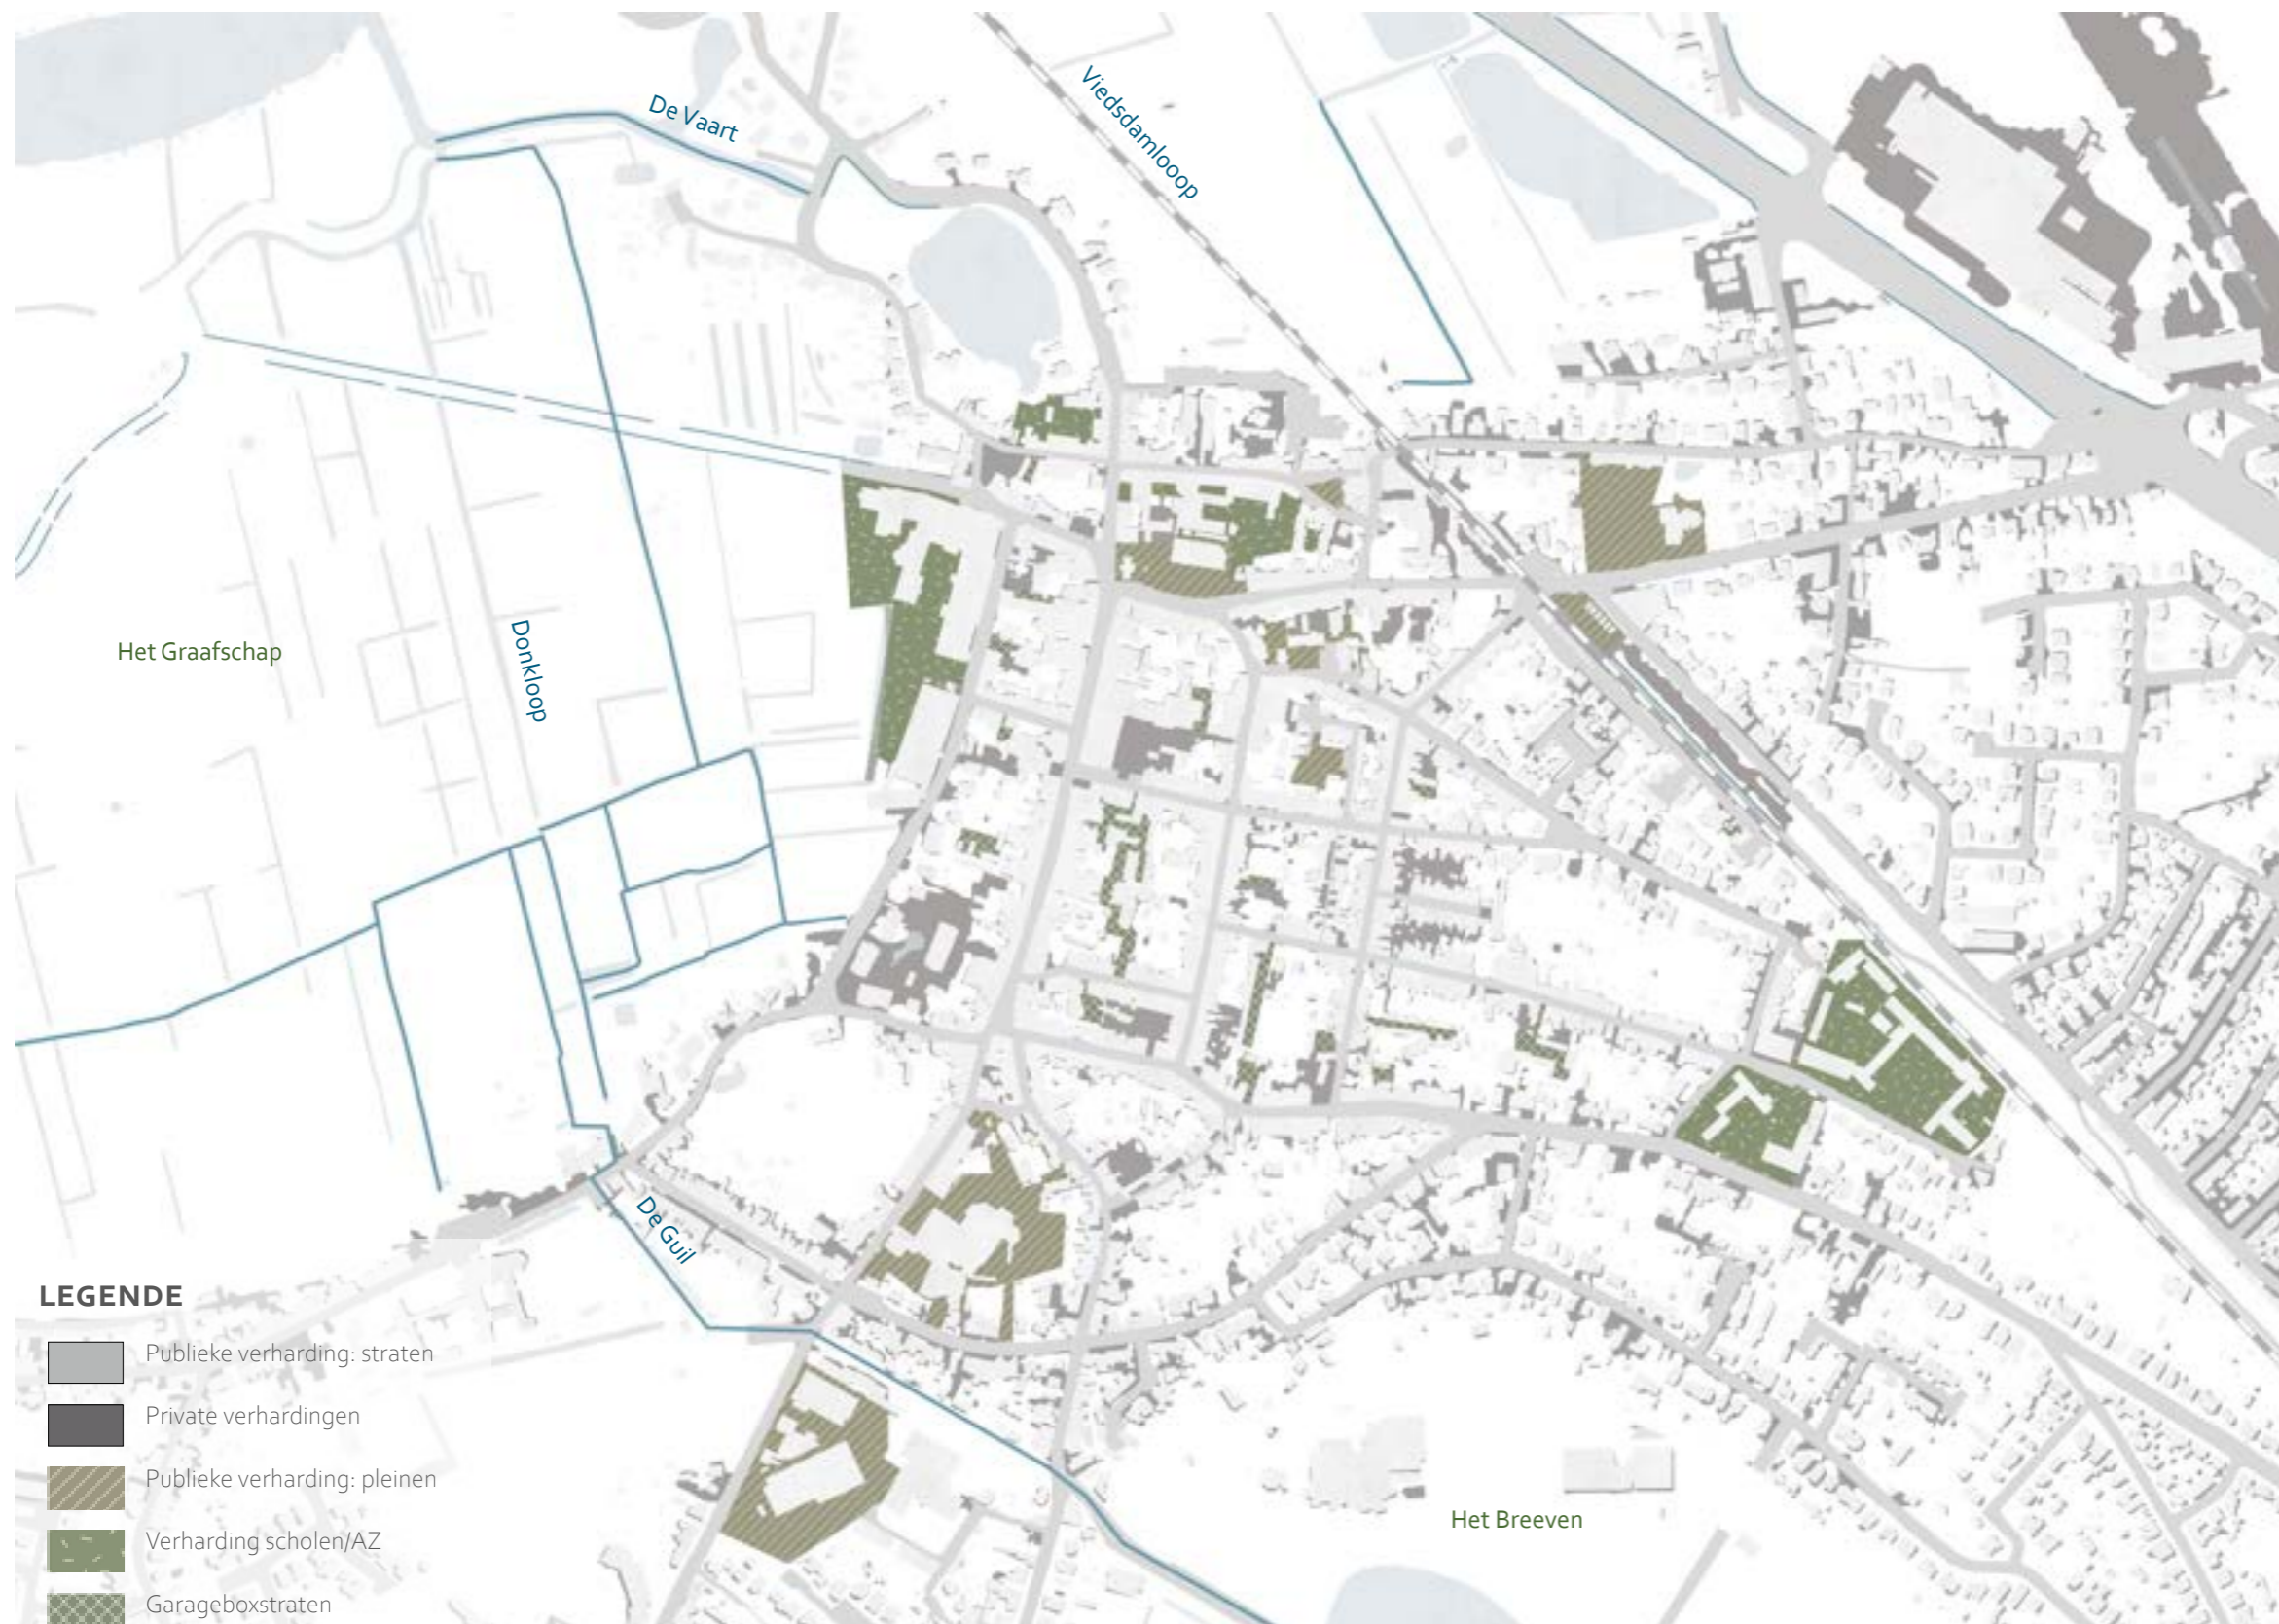 De Vaart
Viedsdamlooop
Het Graafschap
Donkloop
De Guil
Het Breeven
LEGENDE
Publieke verharding: straten
Private verhardingen
Publieke verharding: pleinen
Verharding scholen/AZ
Garageboxstraten